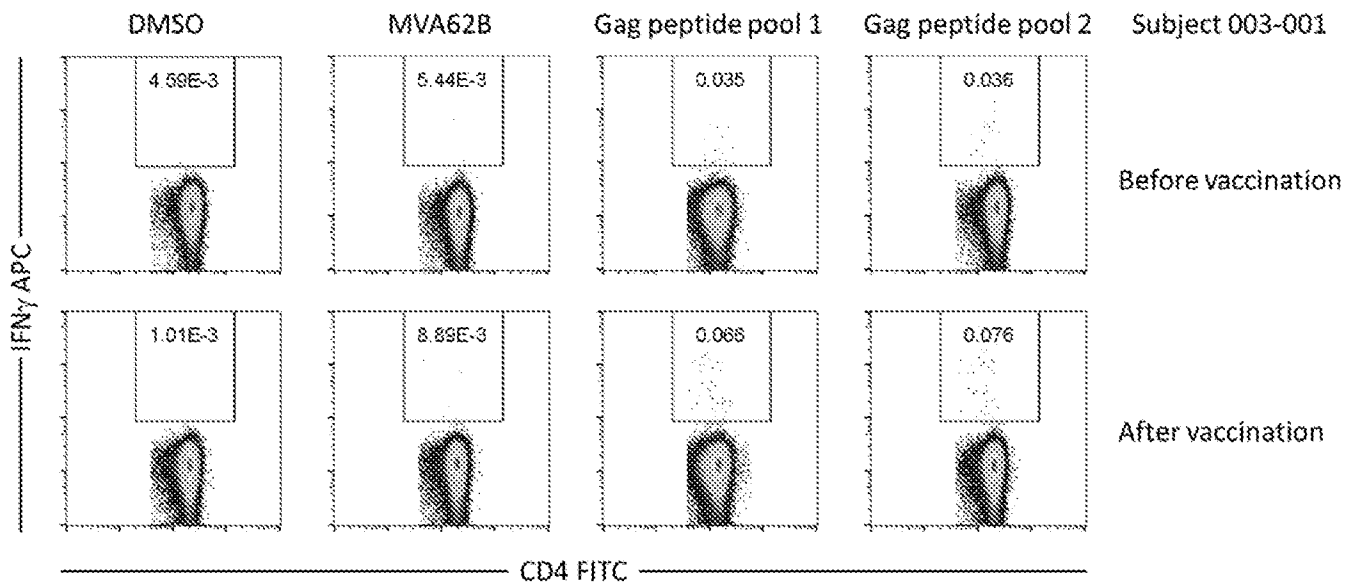 DMSO MVA62B Gag peptide pool 1 Gag peptide pool 2 Subject 003-001
4.59E-3 5.44E-3 0.035 0.036
Before vaccination
IFNγ APC
1.01E-3 8.89E-3 0.066 0.076
After vaccination
CD4 FITC